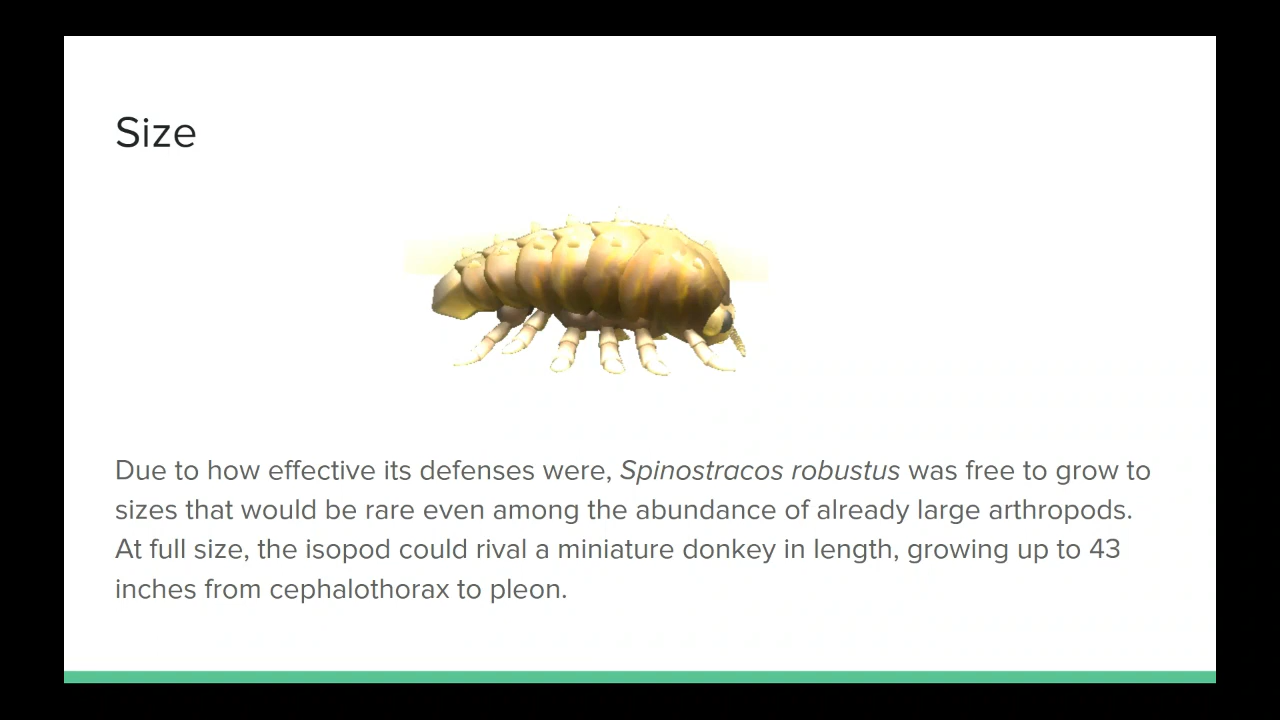 Size
Due to how effective its defenses were, Spinostracos robustus was free to grow to
sizes that would be rare even among the abundance of already large arthropods.
At full size, the isopod could rival a miniature donkey in length, growing up to 43
inches from cephalothorax to pleon.